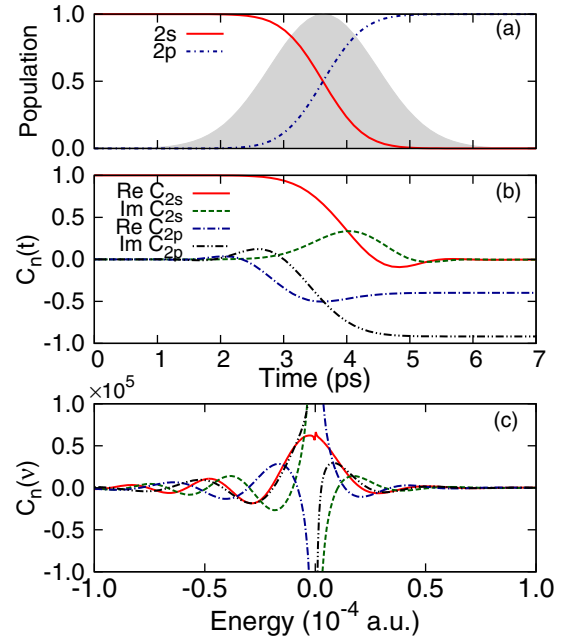 (a)
2s
2p
Population
1.0
0.5
0.0
1.0
(b)
Re C2s
Im C2s
Re C2p
Im C2p
Cn(t)
0.5
0.0
-0.5
-1.0
0 1 2 3 4 5 6 7
Time (ps)
×10^5
(c)
Cn(ν)
1.0
0.5
0.0
-0.5
-1.0
-1.0 -0.5 0.0 0.5 1.0
Energy (10^-4 a.u.)